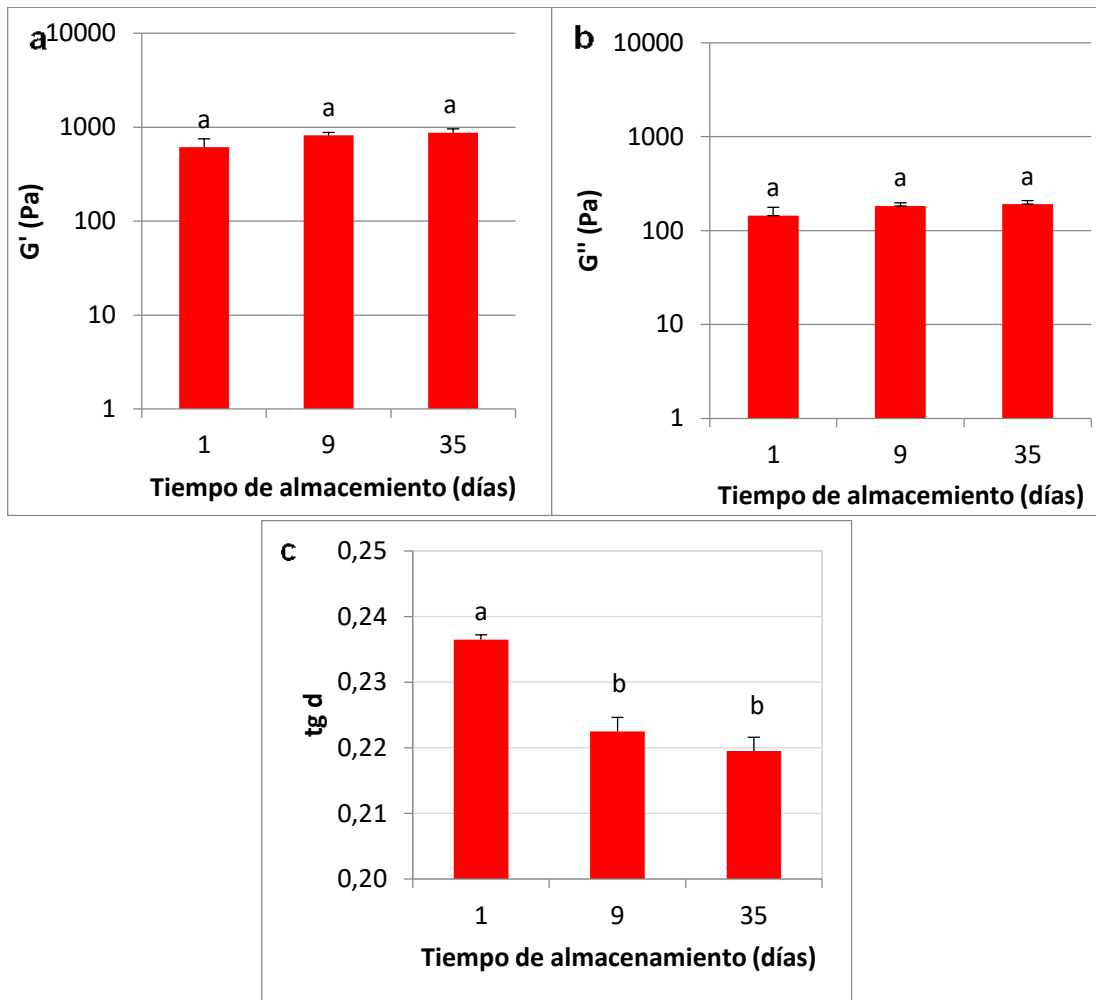 a
10000
1000
100
10
1
G' (Pa)
a
a
a
1
9
35
Tiempo de almacemiento (días)
b
10000
1000
100
10
1
G'' (Pa)
a
a
a
1
9
35
Tiempo de almacemiento (días)
c
0,25
0,24
0,23
0,22
0,21
0,20
tg d
a
b
b
1
9
35
Tiempo de almacenamiento (días)